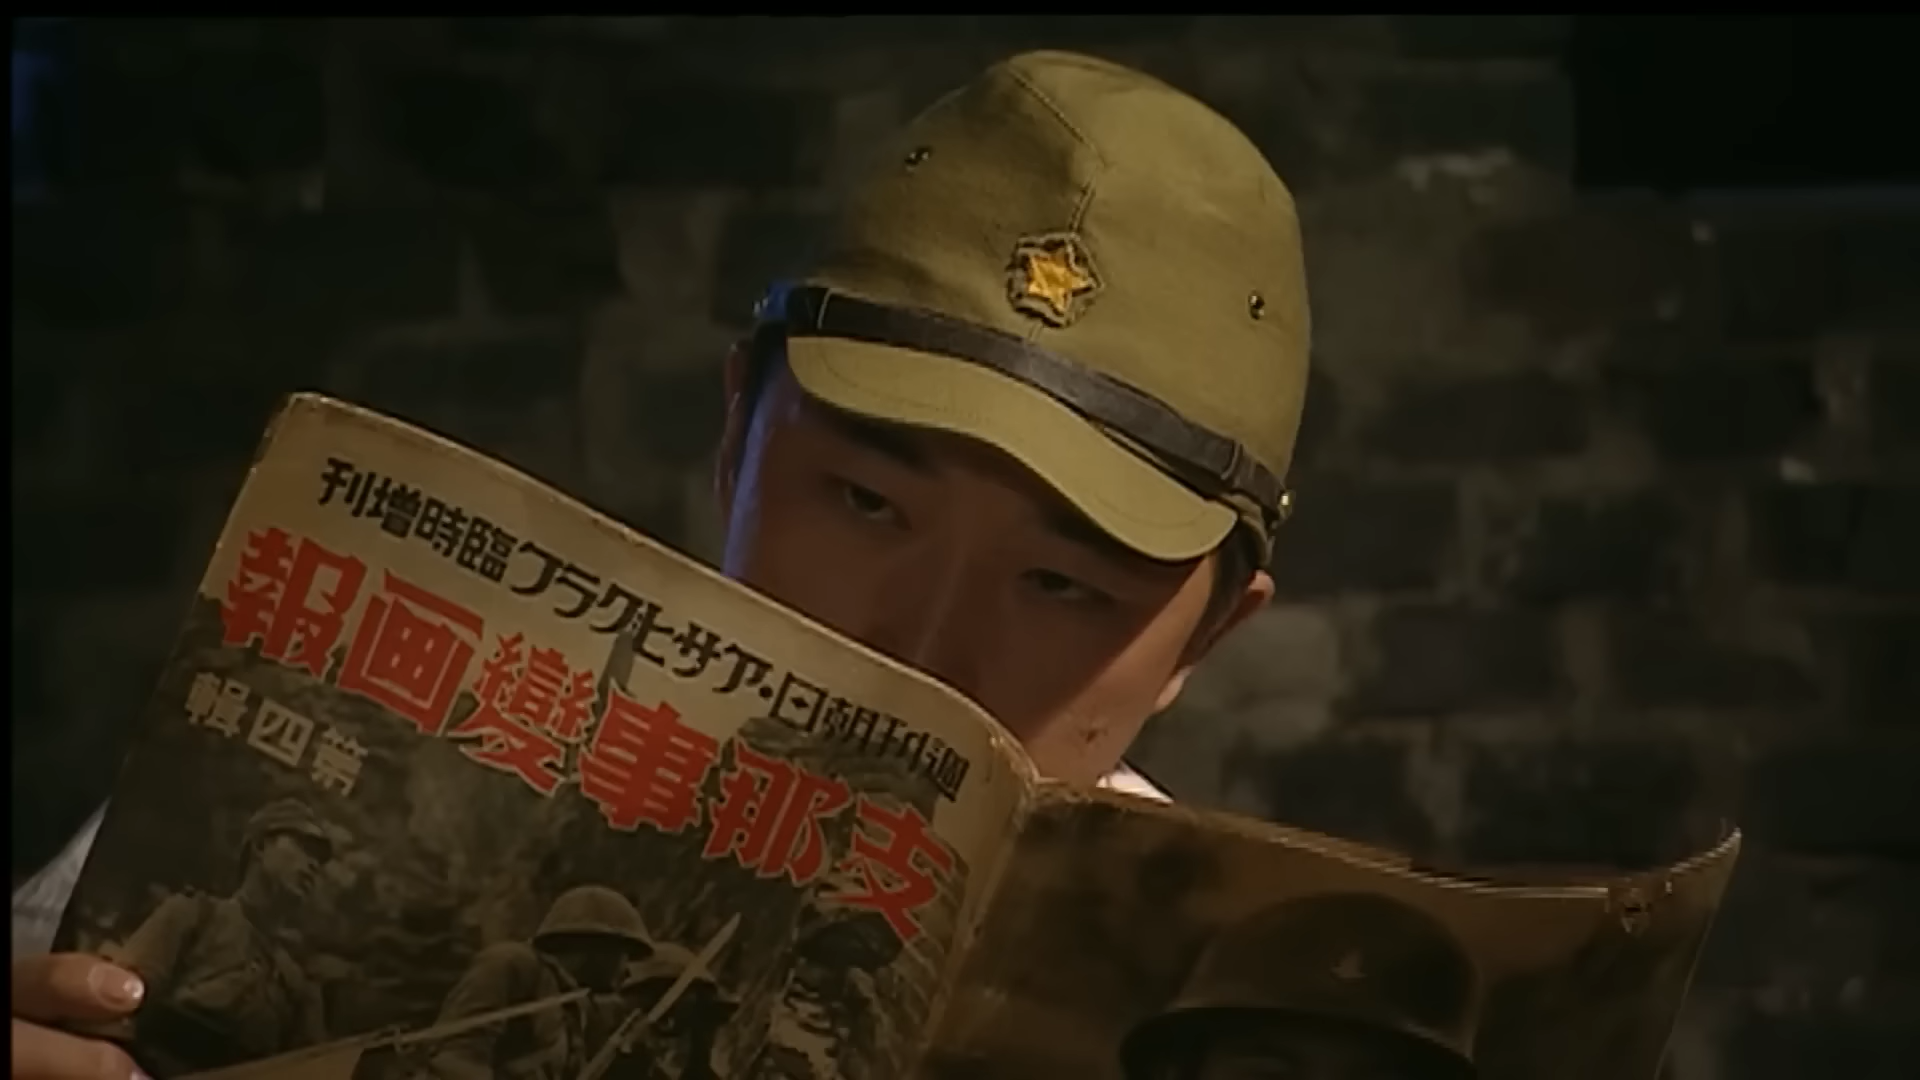 週刊朝日・アサヒグラフ臨時増刊
支那事變画報
第四輯